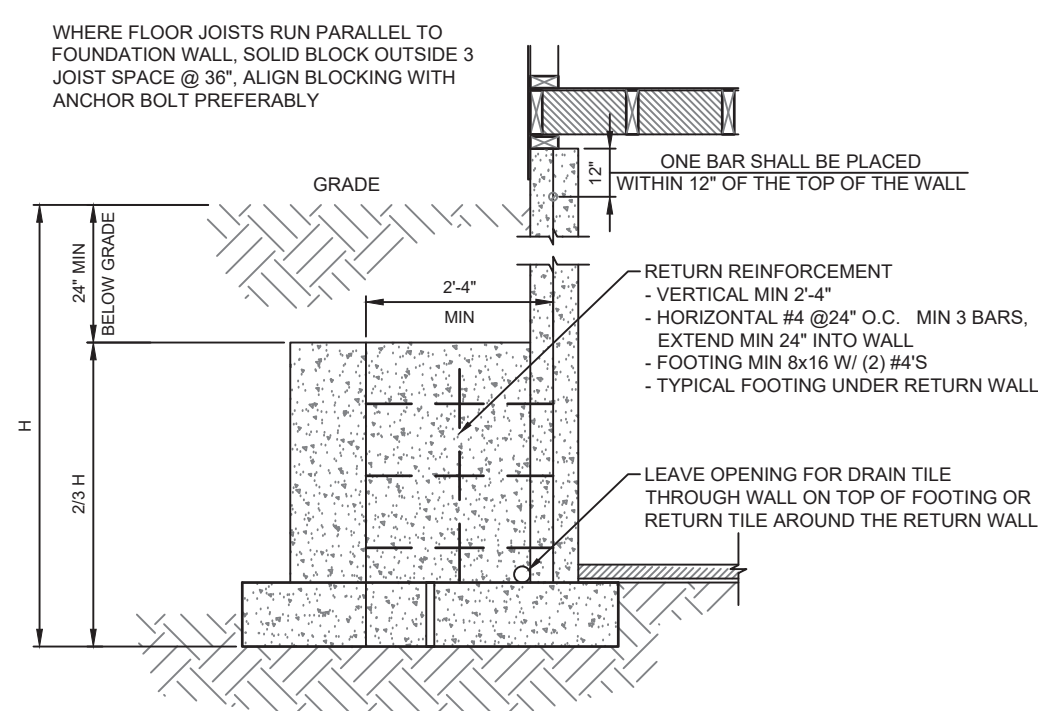 WHERE FLOOR JOISTS RUN PARALLEL TO
FOUNDATION WALL, SOLID BLOCK OUTSIDE 3
JOIST SPACE @ 36", ALIGN BLOCKING WITH
ANCHOR BOLT PREFERABLY
12"
ONE BAR SHALL BE PLACED
WITHIN 12" OF THE TOP OF THE WALL
GRADE
24" MIN
BELOW GRADE
2'-4"
MIN
RETURN REINFORCEMENT
- VERTICAL MIN 2'-4"
- HORIZONTAL #4 @24" O.C. MIN 3 BARS,
EXTEND MIN 24" INTO WALL
- FOOTING MIN 8x16 W/ (2) #4'S
- TYPICAL FOOTING UNDER RETURN WALL
H
2/3 H
LEAVE OPENING FOR DRAIN TILE
THROUGH WALL ON TOP OF FOOTING OR
RETURN TILE AROUND THE RETURN WALL